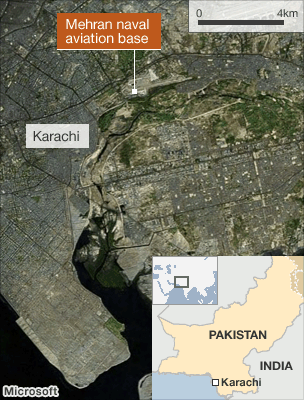 0 4km
Mehran naval
aviation base
Karachi
PAKISTAN
INDIA
Karachi
Microsoft